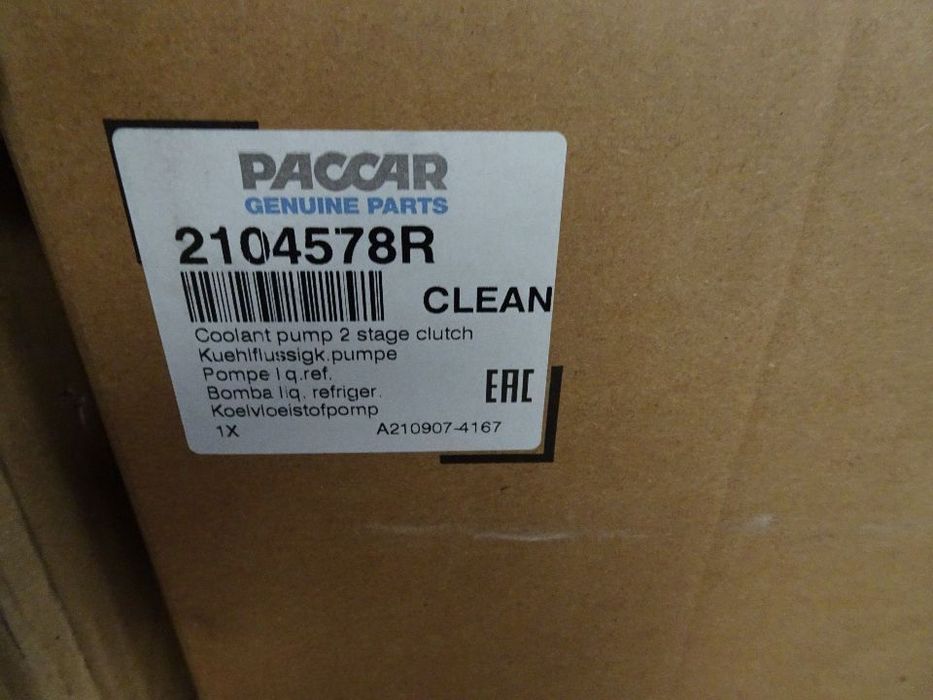 PACCAR
GENUINE PARTS
2104578R
CLEAN
Coolant pump 2 stage clutch
Kuehlflussigk.pumpe
Pompe l q.ref.
Bomba liq. refriger.
EAC
Koelvloeistofpomp
1X A210907-4167